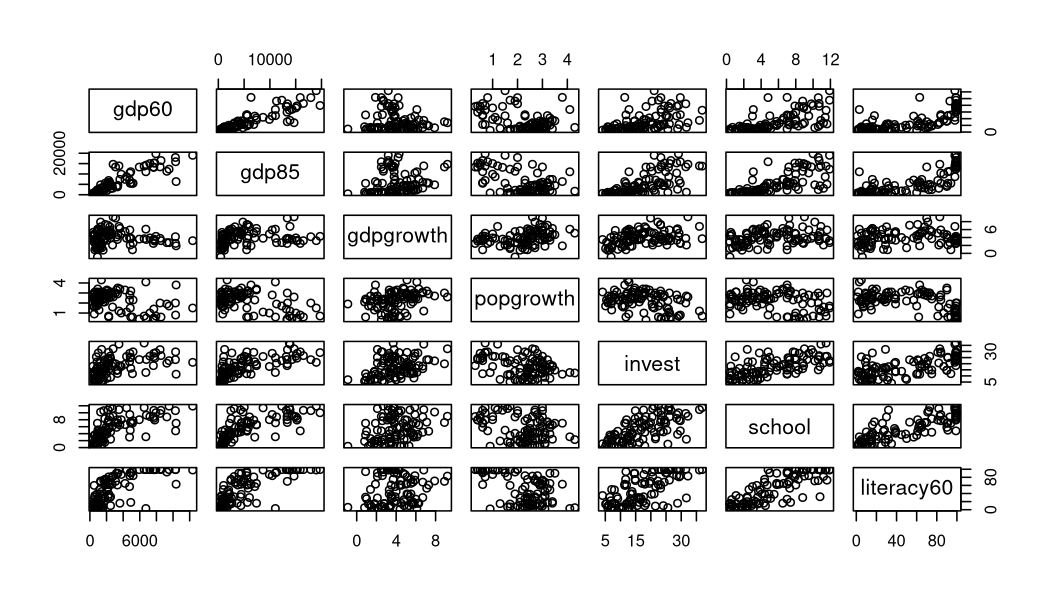 0 10000 1 2 3 4 0 4 8 12
gdp60 0
0 20000 gdp85
gdpgrowth 0 6
1 4 popgrowth
invest 5 30
0 8 school
literacy60 0 80
0 6000 0 4 8 5 15 30 0 40 80